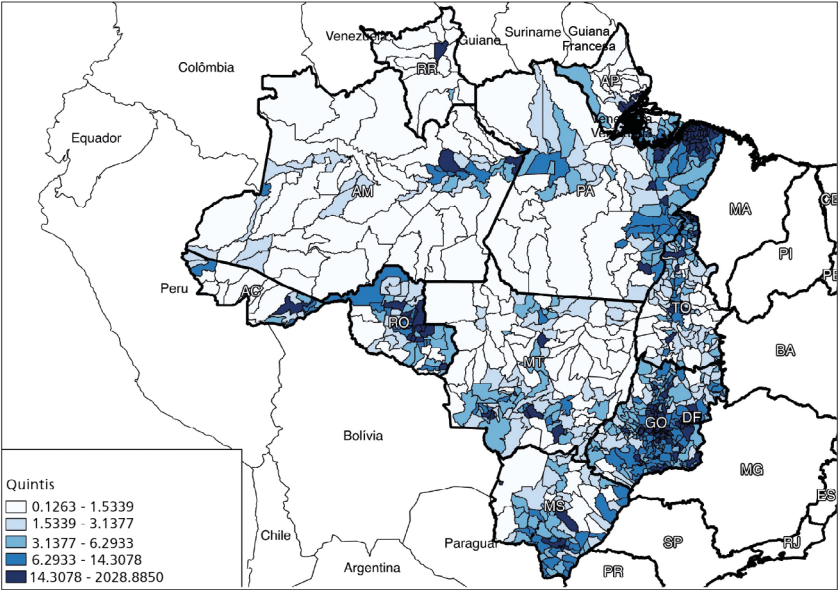 Venezuela
Guiane
Suriname
Guiana
Francesa
Colômbia
RR
AP
Equador
Venezuela
AM
PA
MA
CE
PI
PE
Peru
AC
RO
TO
MT
BA
GO
DF
Bolívia
MG
ES
MS
Quintis
0.1263 - 1.5339
1.5339 - 3.1377
3.1377 - 6.2933
6.2933 - 14.3078
14.3078 - 2028.8850
Chile
Paraguai
SP
RJ
Argentina
PR